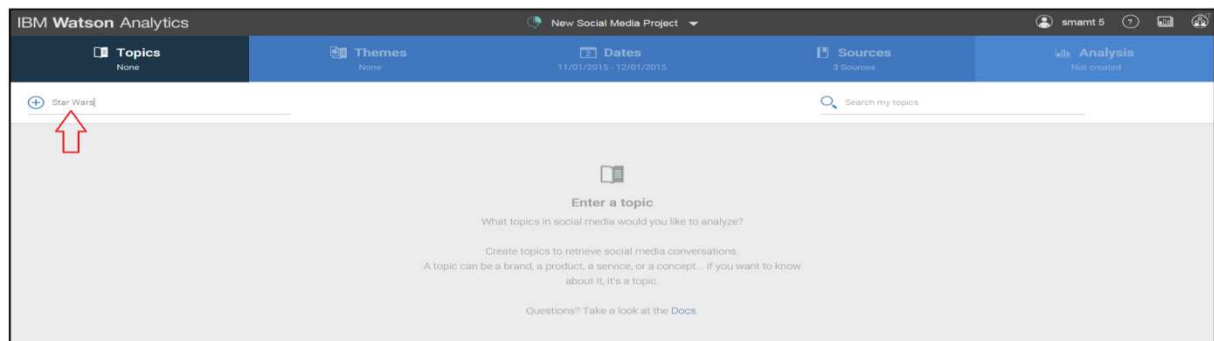 IBM Watson Analytics
New Social Media Project
smamt 5
?
Topics
None
Themes
None
2
Dates
11/01/2015 - 12/01/2015
Sources
3 Sources
Analysis
Not created
Star Wars
Search my topics
Enter a topic
What topics in social media would you like to analyze?
Create topics to retrieve social media conversations.
A topic can be a brand, a product, a service, or a concept... if you want to know
about it, it's a topic.
Questions? Take a look at the Docs.